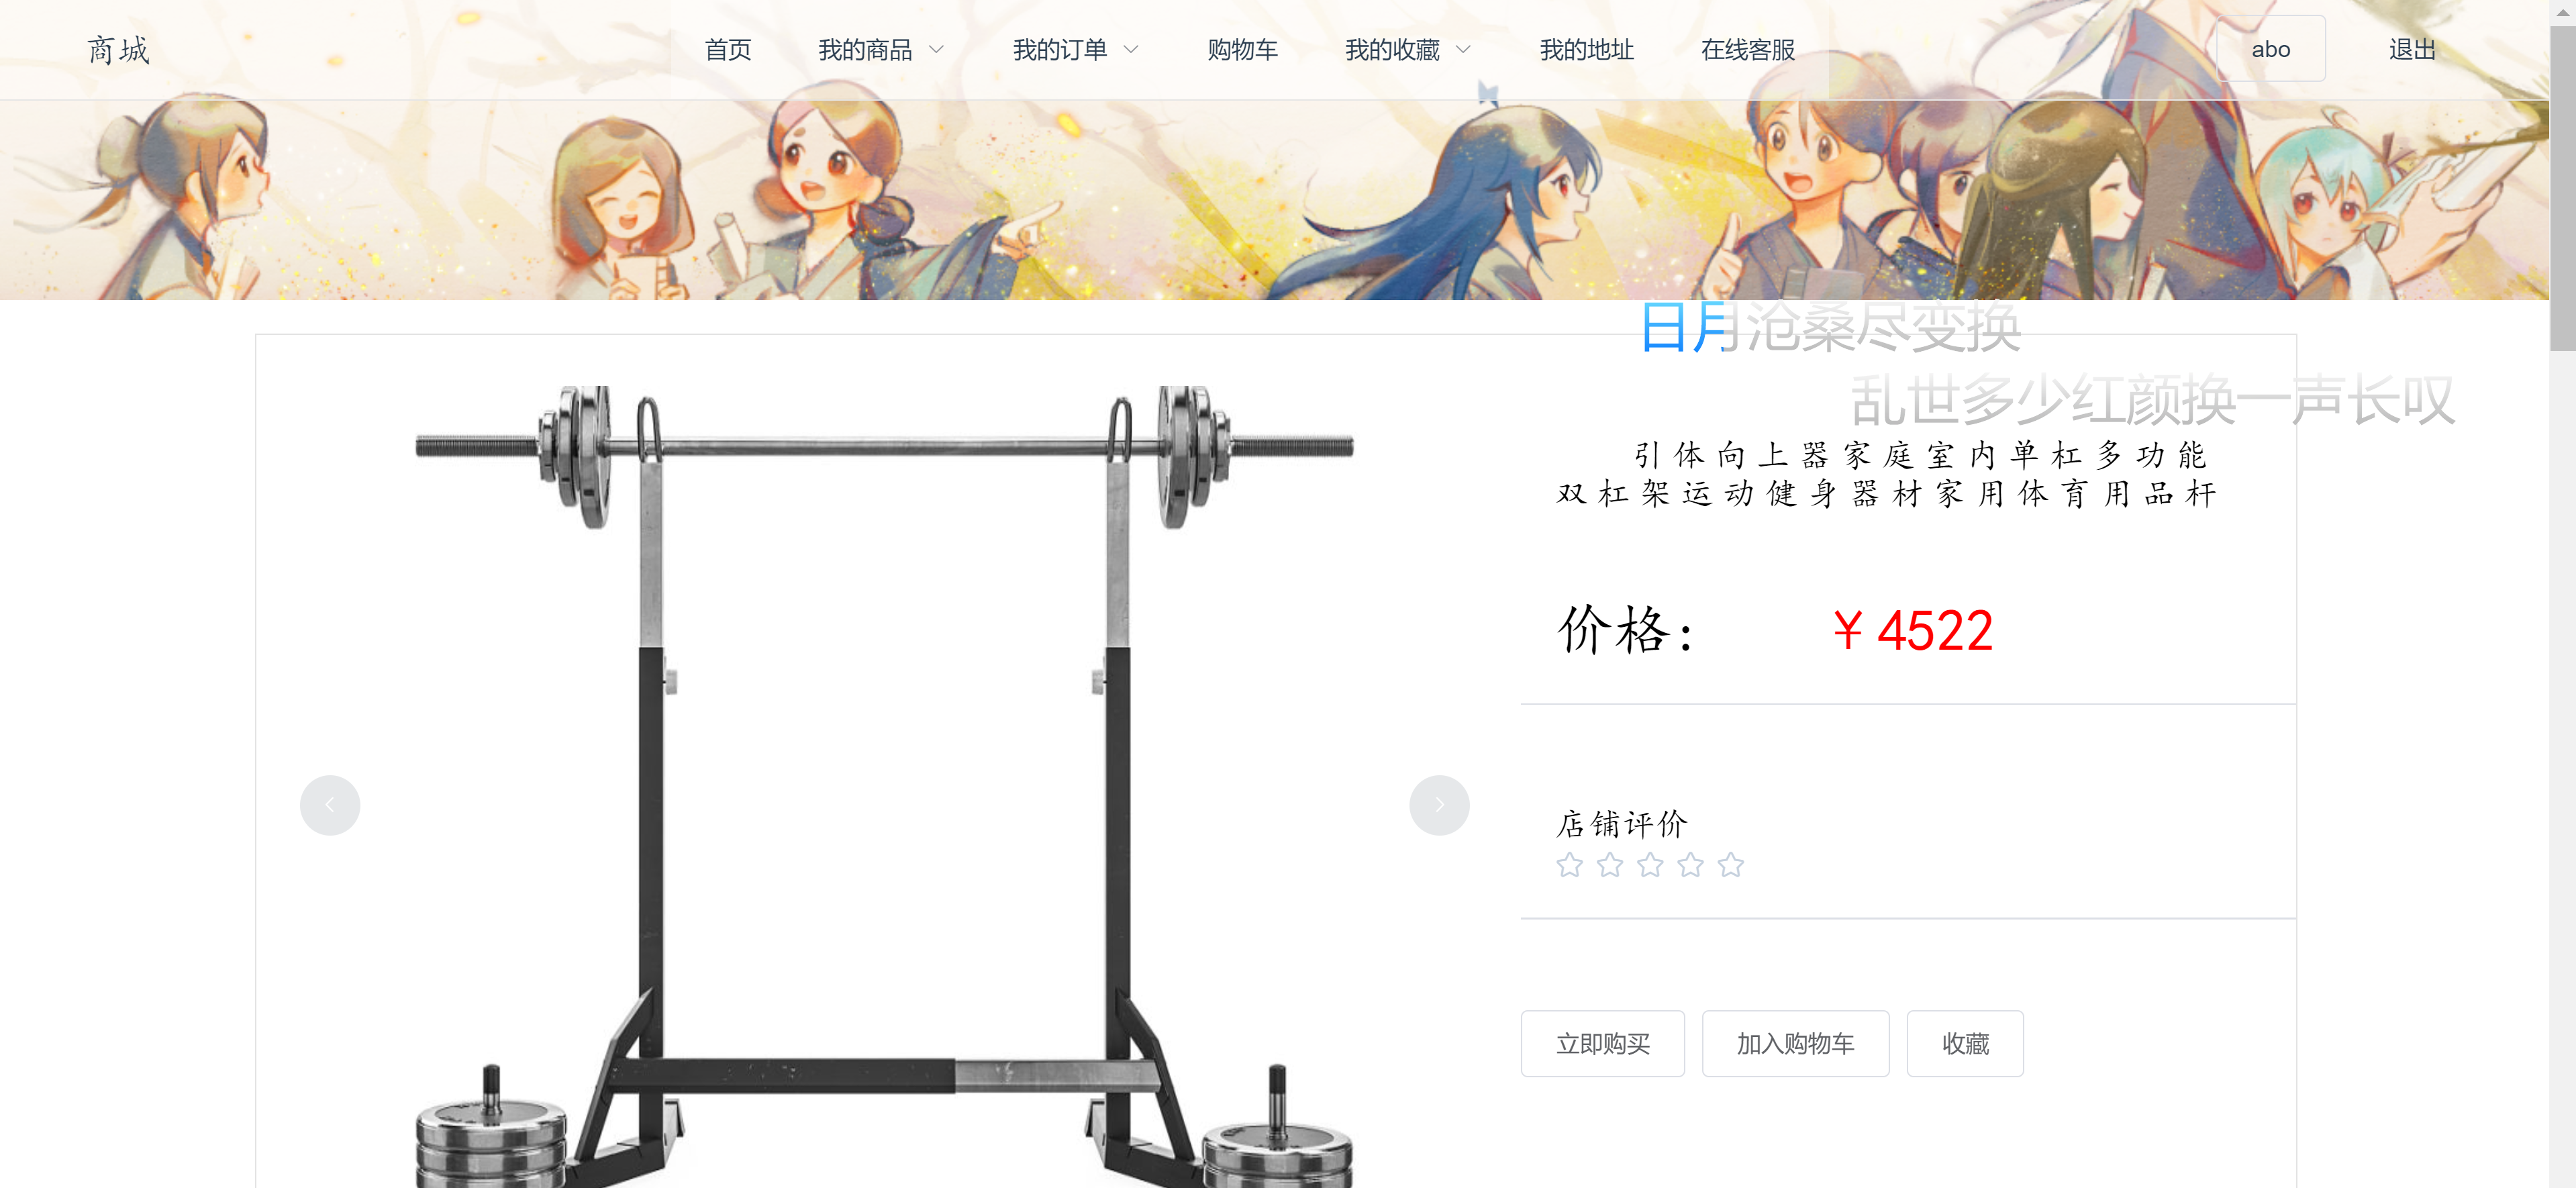 商城
首页 我的商品 我的订单 购物车 我的收藏 我的地址 在线客服 abo 退出
日月沧桑尽变换
乱世多少红颜换一声长叹
引体向上器家庭室内单杠多功能
双杠架运动健身器材家用体育用品杆
价格： ￥4522
店铺评价
立即购买 加入购物车 收藏